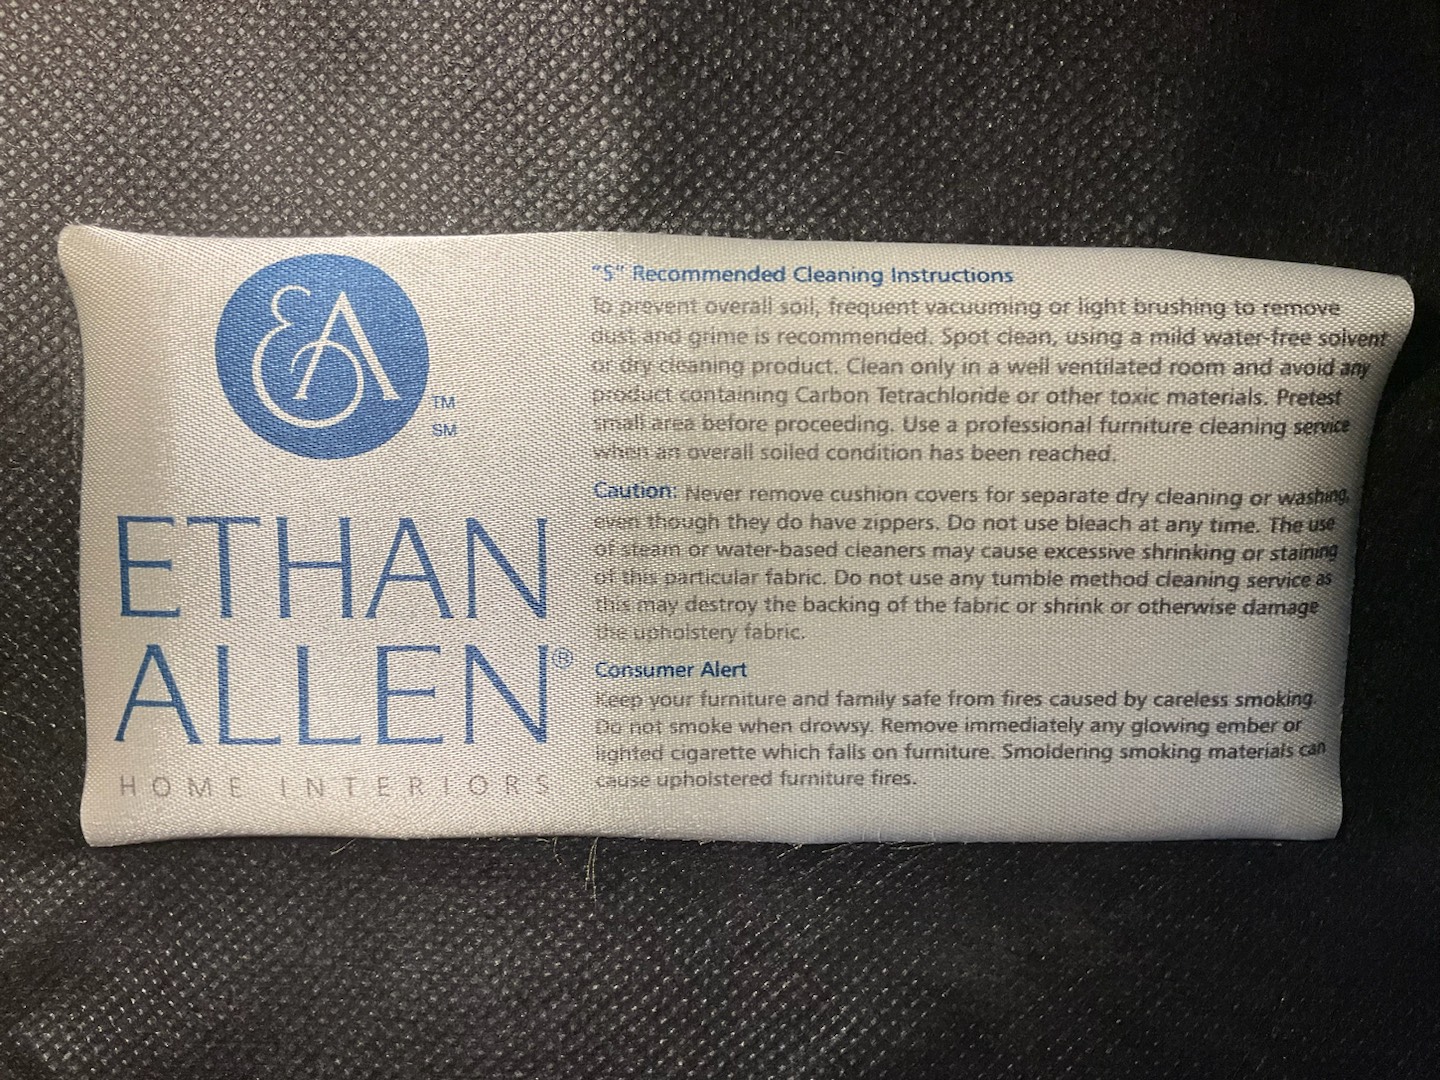 EA
TM
SM
ETHAN
ALLEN®
HOME INTERIORS
"S" Recommended Cleaning Instructions
To prevent overall soil, frequent vacuuming or light brushing to remove
dust and grime is recommended. Spot clean, using a mild water-free solvent
or dry cleaning product. Clean only in a well ventilated room and avoid any
product containing Carbon Tetrachloride or other toxic materials. Pretest
small area before proceeding. Use a professional furniture cleaning service
when an overall soiled condition has been reached.
Caution: Never remove cushion covers for separate dry cleaning or washing,
even though they do have zippers. Do not use bleach at any time. The use
of steam or water-based cleaners may cause excessive shrinking or staining
of this particular fabric. Do not use any tumble method cleaning service as
this may destroy the backing of the fabric or shrink or otherwise damage
the upholstery fabric.
Consumer Alert
Keep your furniture and family safe from fires caused by careless smoking.
Do not smoke when drowsy. Remove immediately any glowing ember or
lighted cigarette which falls on furniture. Smoldering smoking materials can
cause upholstered furniture fires.